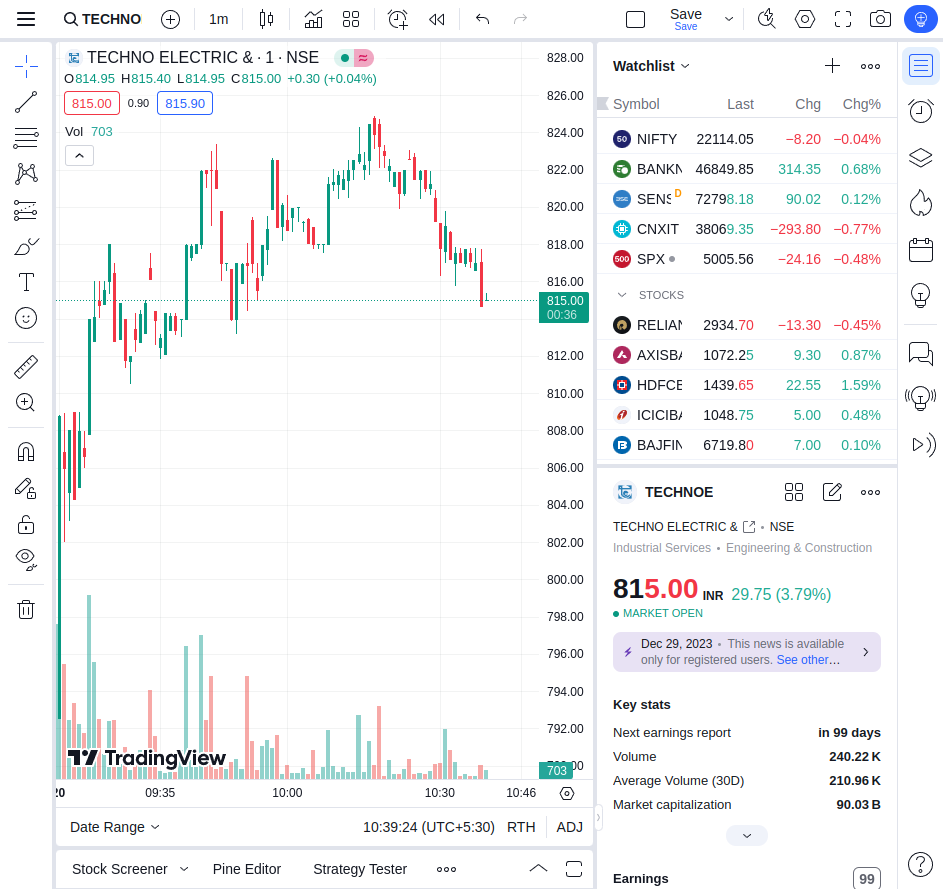 TECHNO
1m
Save
Save
TECHNO ELECTRIC & · 1 · NSE
O814.95 H815.40 L814.95 C815.00 +0.30 (+0.04%)
815.00 0.90 815.90
Vol 703
828.00
826.00
824.00
822.00
820.00
818.00
816.00
815.00
00:36
812.00
810.00
808.00
806.00
804.00
802.00
800.00
798.00
796.00
794.00
792.00
703
TradingView
20 09:35 10:00 10:30 10:46
Date Range 10:39:24 (UTC+5:30) RTH ADJ
Stock Screener Pine Editor Strategy Tester
Watchlist
Symbol Last Chg Chg%
50 NIFTY 22114.05 −8.20 −0.04%
BANKN 46849.85 314.35 0.68%
SENS D 72798.18 90.02 0.12%
CNXIT 38069.35 −293.80 −0.77%
500 SPX 5005.56 −24.16 −0.48%
STOCKS
RELIAN 2934.70 −13.30 −0.45%
AXISBA 1072.25 9.30 0.87%
HDFCB 1439.65 22.55 1.59%
ICICIBA 1048.75 5.00 0.48%
BAJFIN 6719.80 7.00 0.10%
TECHNOE
TECHNO ELECTRIC & • NSE
Industrial Services • Engineering & Construction
815.00 INR 29.75 (3.79%)
MARKET OPEN
Dec 29, 2023 • This news is available
only for registered users. See other…
Key stats
Next earnings report in 99 days
Volume 240.22 K
Average Volume (30D) 210.96 K
Market capitalization 90.03 B
Earnings 99